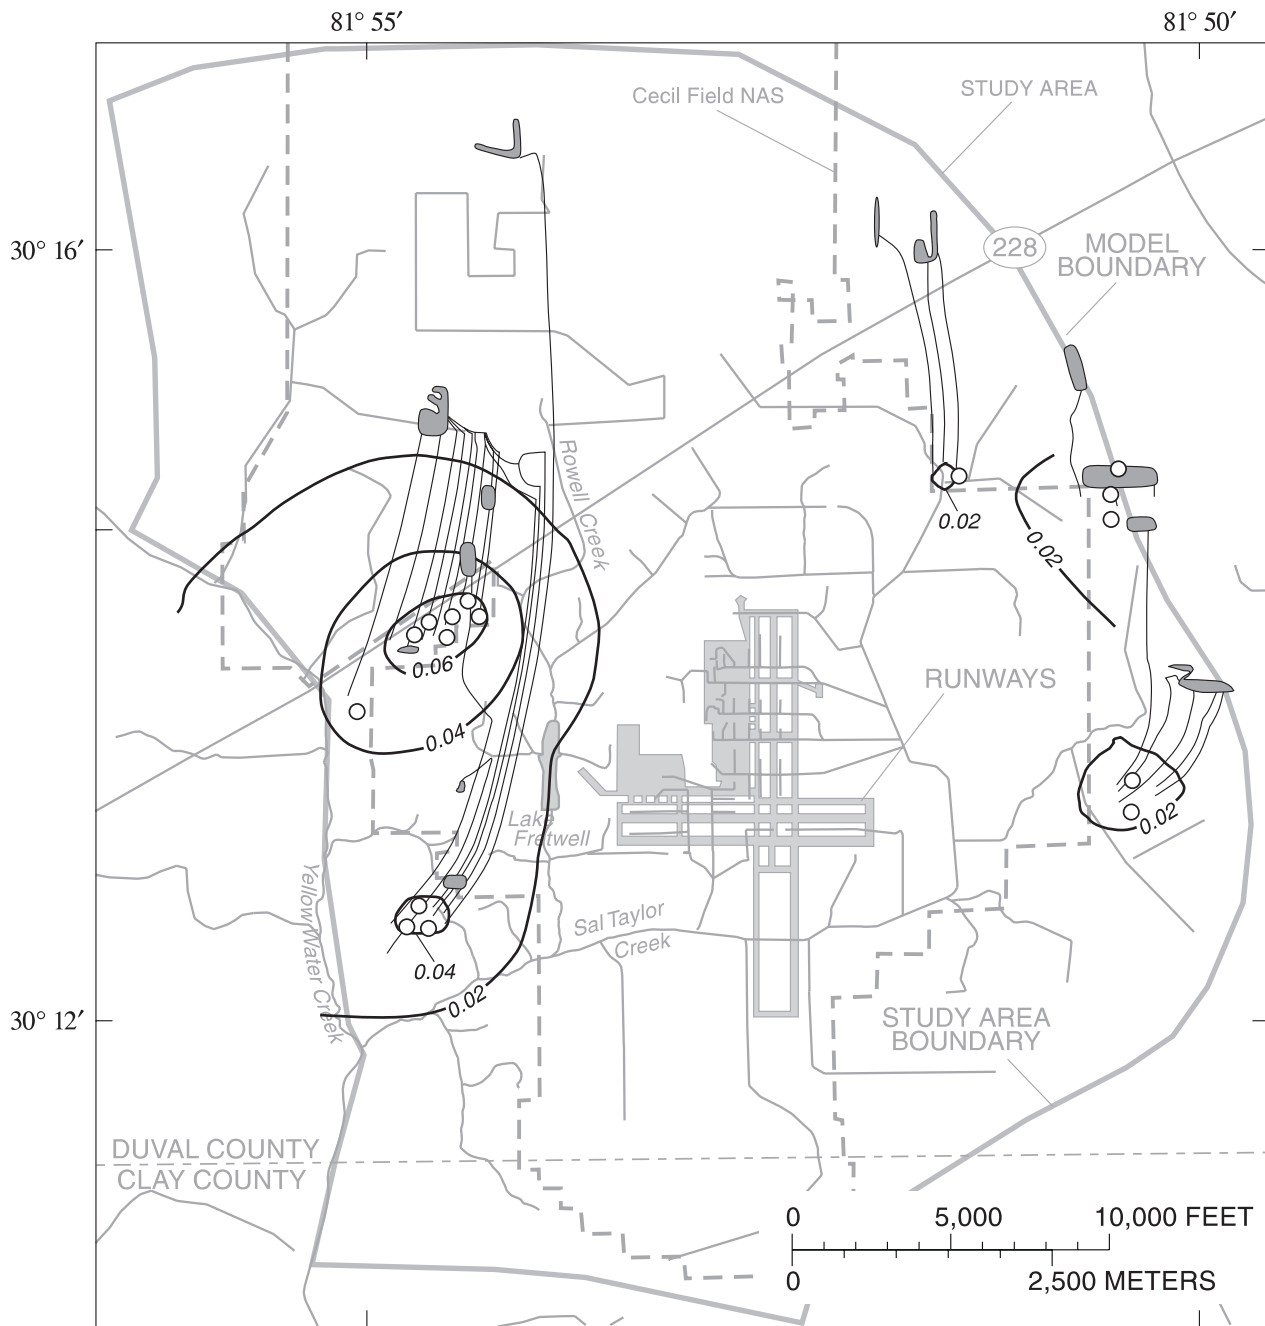 81° 55′
81° 50′
Cecil Field NAS
STUDY AREA
30° 16′
228
MODEL
BOUNDARY
Rowell Creek
0.02
0.02
0.06
RUNWAYS
0.04
0.02
Lake
Fretwell
Yellow Water Creek
Sal Taylor
Creek
0.04
0.02
30° 12′
STUDY AREA
BOUNDARY
DUVAL COUNTY
CLAY COUNTY
0 5,000 10,000 FEET
0 2,500 METERS